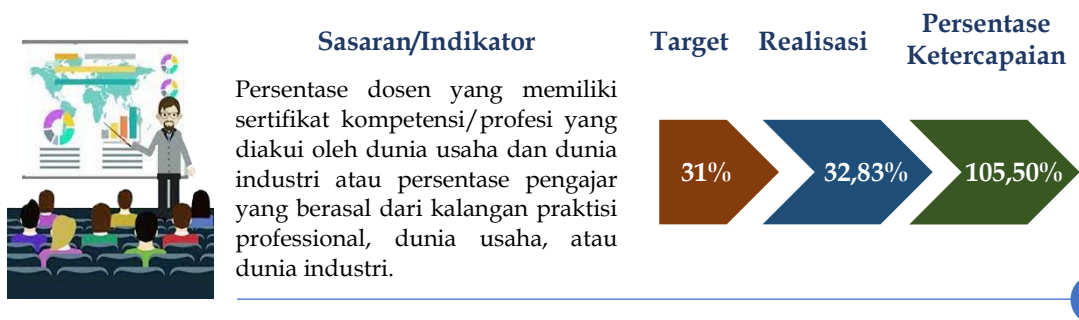 Sasaran/Indikator
Target
Realisasi
Persentase
Ketercapaian
Persentase dosen yang memiliki
sertifikat kompetensi/profesi yang
diakui oleh dunia usaha dan dunia
industri atau persentase pengajar
yang berasal dari kalangan praktisi
professional, dunia usaha, atau
dunia industri.
31%
32,83%
105,50%